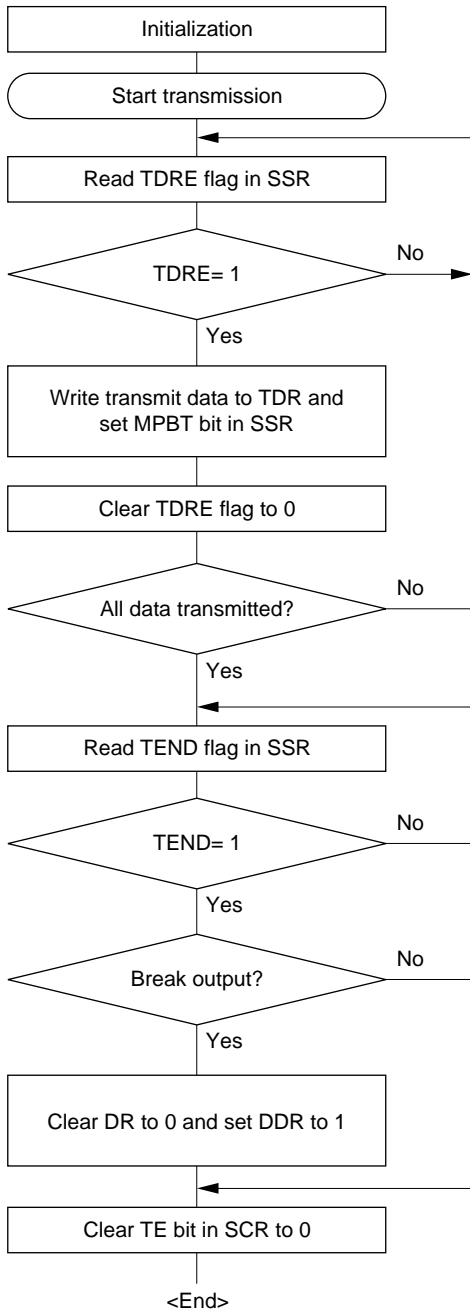 Initialization
Start transmission
Read TDRE flag in SSR
TDRE= 1
No
Yes
Write transmit data to TDR and
set MPBT bit in SSR
Clear TDRE flag to 0
All data transmitted?
No
Yes
Read TEND flag in SSR
TEND= 1
No
Yes
Break output?
No
Yes
Clear DR to 0 and set DDR to 1
Clear TE bit in SCR to 0
<End>